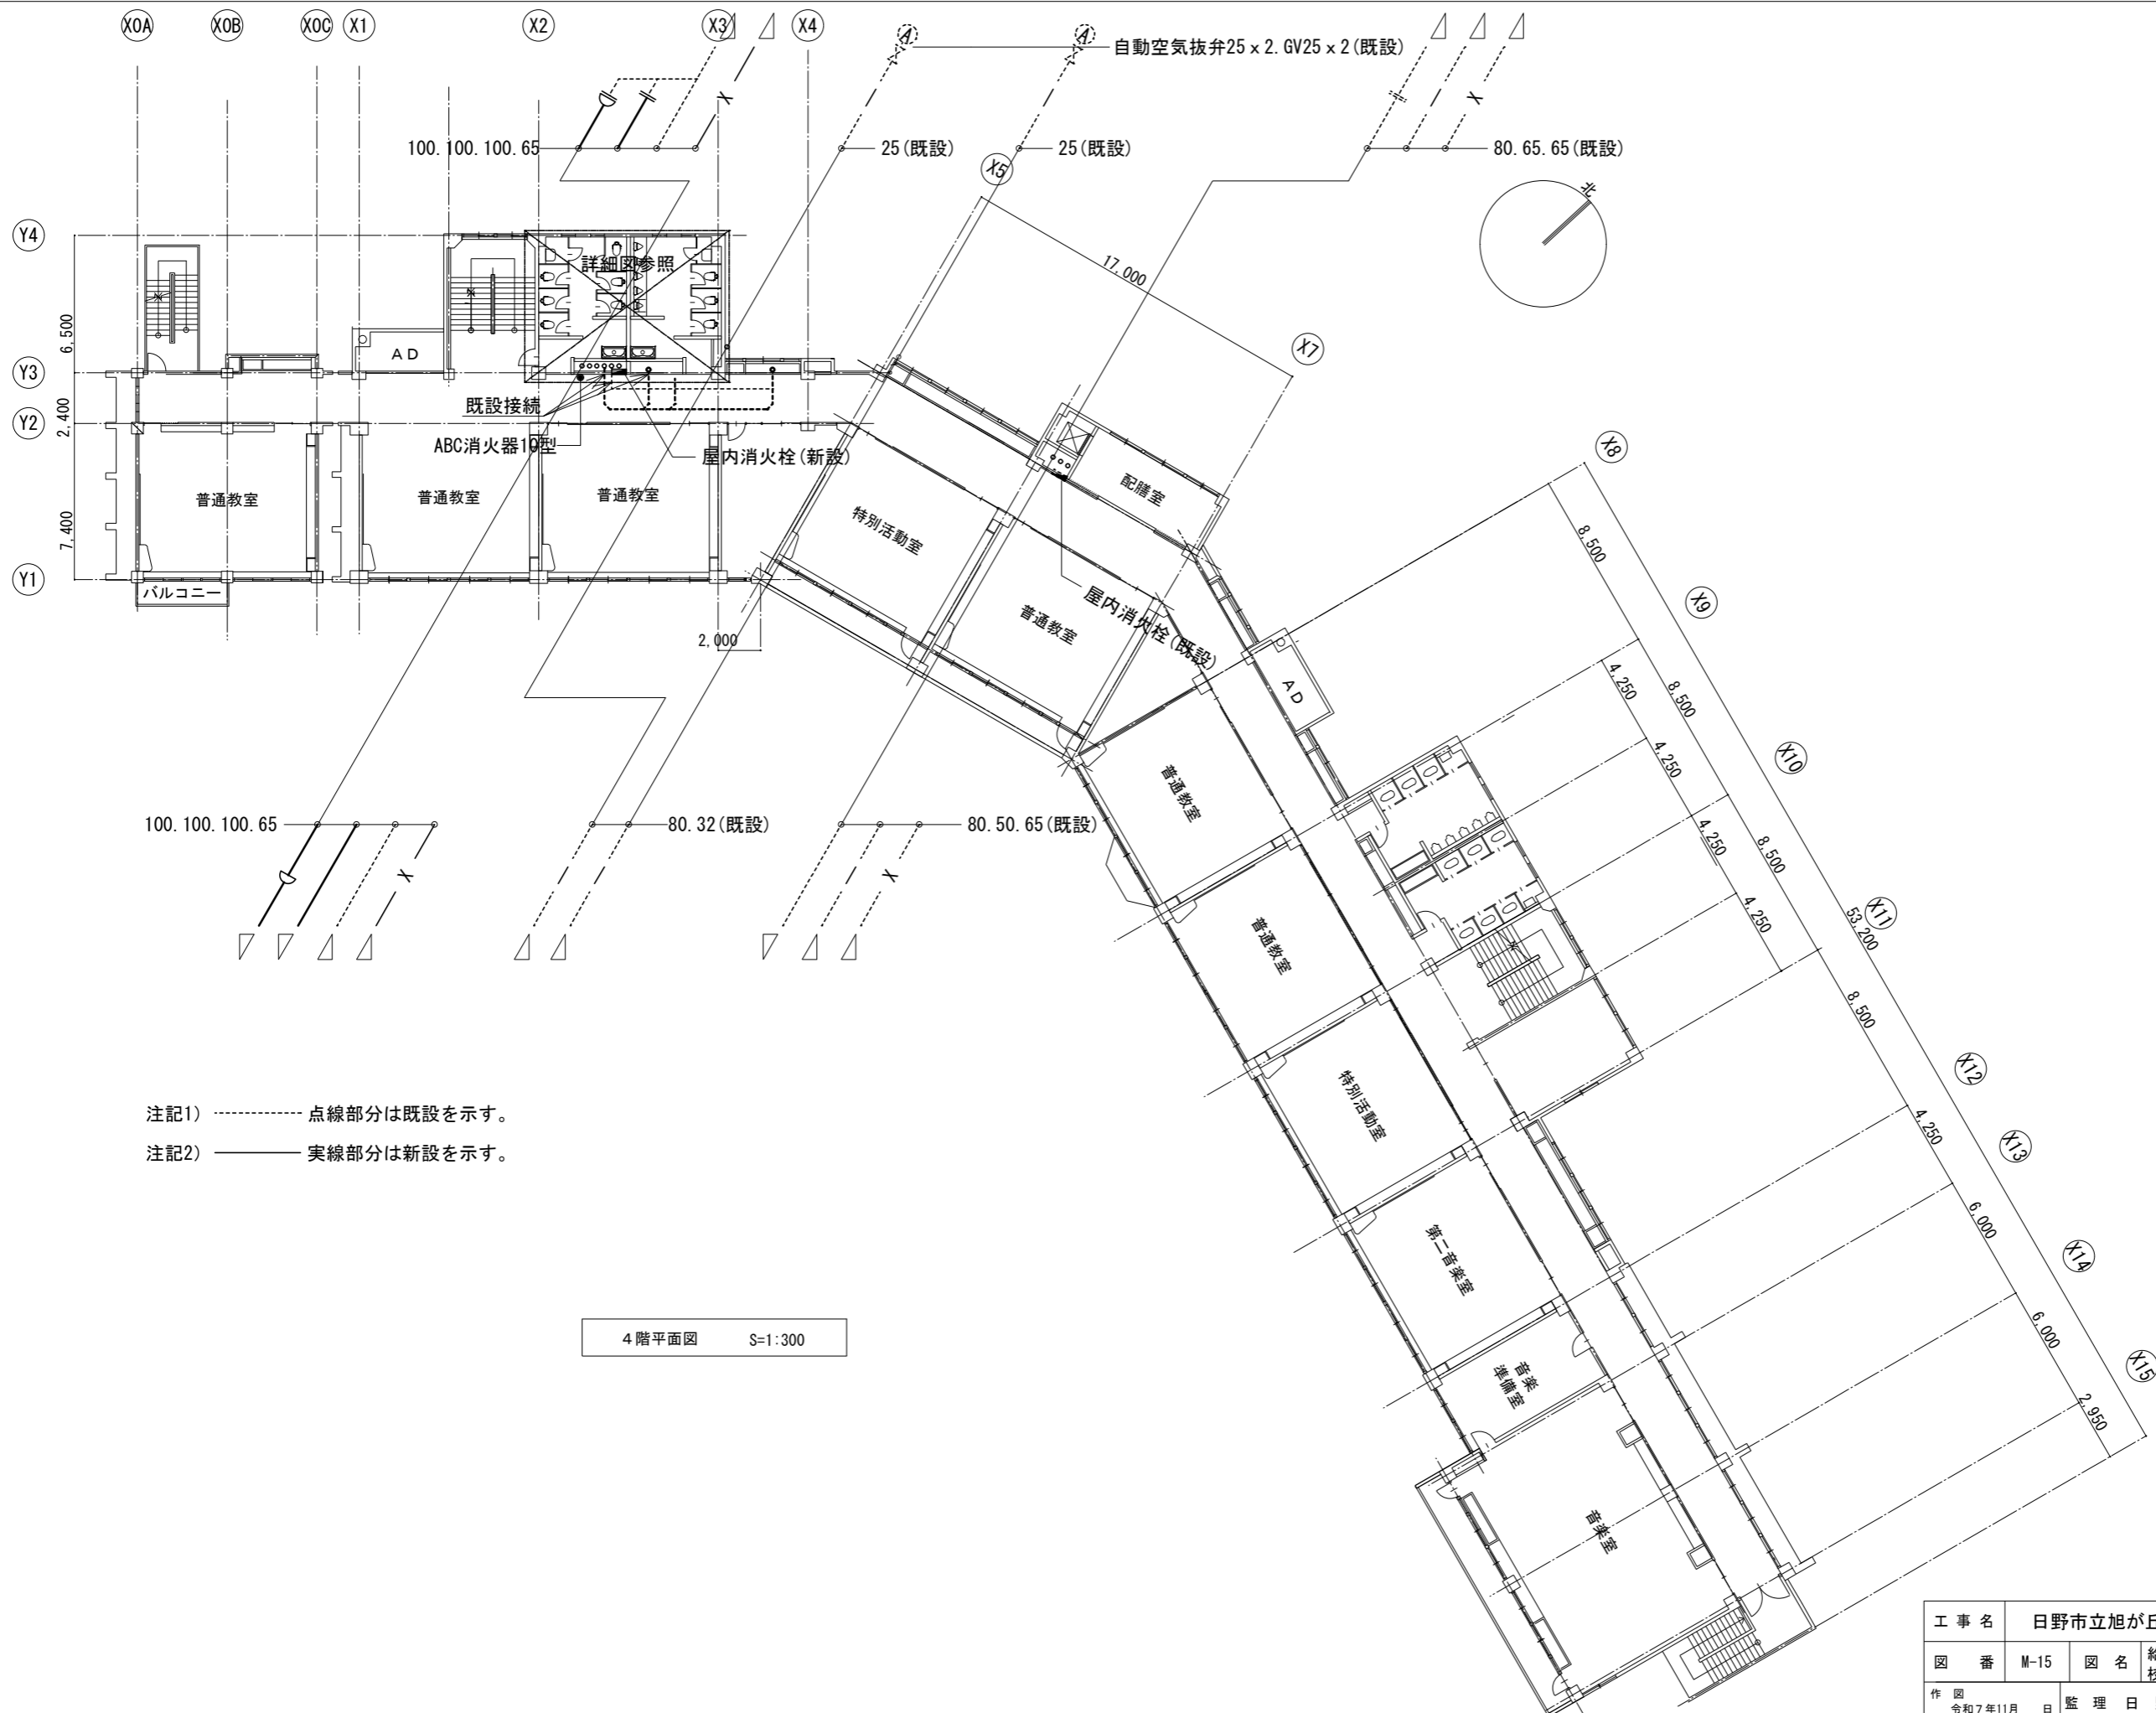 X0A X0B X0C X1 X2 X3 X4
A A 自動空気抜弁25×2.GV25×2(既設)
100.100.100.65 25(既設) 25(既設) 80.65.65(既設)
X5
北
Y4
17,000
詳細図参照
6,500
AD
X7
Y3
既設接続
2,400
Y2
ABC消火器10型
屋内消火栓(新設)
X8
配膳室
普通教室 普通教室 普通教室
特別活動室
7,400
8,500
Y1
バルコニー
屋内消火栓(既設)
普通教室
X9
2,000
AD
4,250
8,500
X10
4,250
普通教室
100.100.100.65 80.32(既設) 80.50.65(既設)
4,250
8,500
X11
53,200
4,250
普通教室
8,500
X12
注記1) 点線部分は既設を示す。
特別活動室
4,250
X13
注記2) 実線部分は新設を示す。
6,000
X14
第二音楽室
4階平面図 S=1:300
6,000
X15
音楽
準備室
2,950
音楽室
工事名 日野市立旭が丘
図番 M-15 図名
作図 令和7年11月 日 監理 日